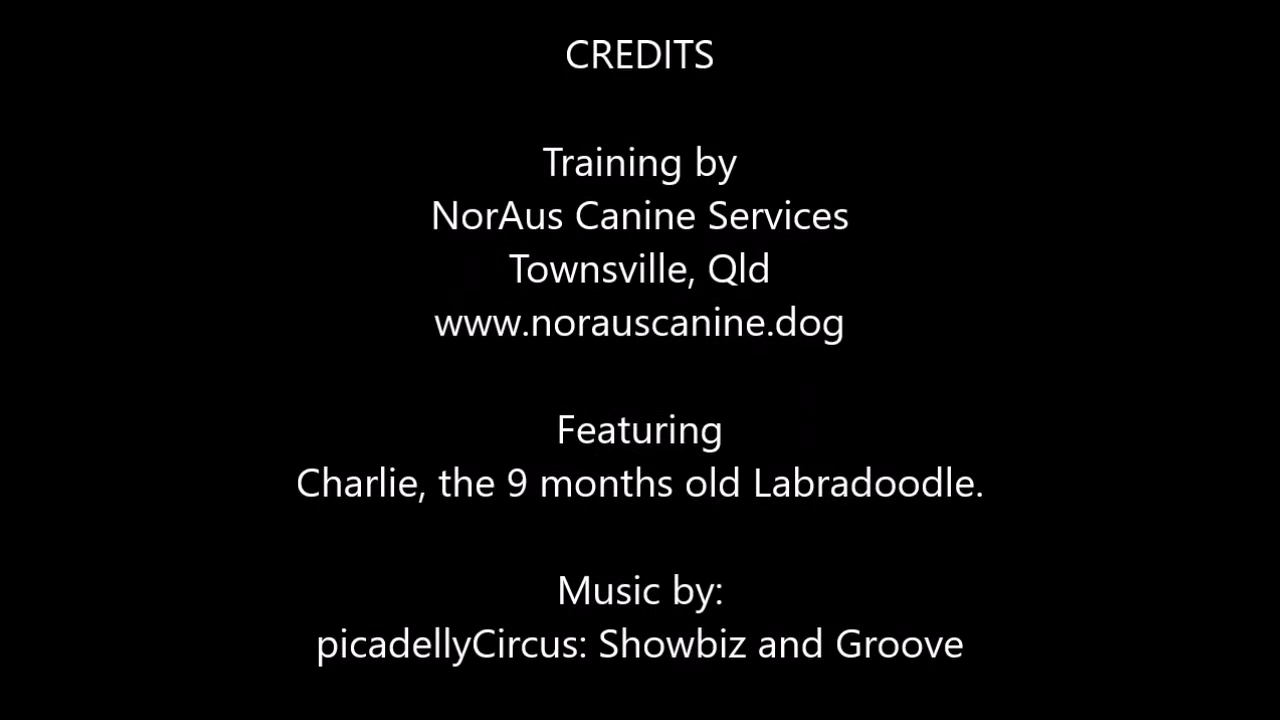 CREDITS
Training by
NorAus Canine Services
Townsville, Qld
www.norauscanine.dog
Featuring
Charlie, the 9 months old Labradoodle.
Music by:
picadellyCircus: Showbiz and Groove